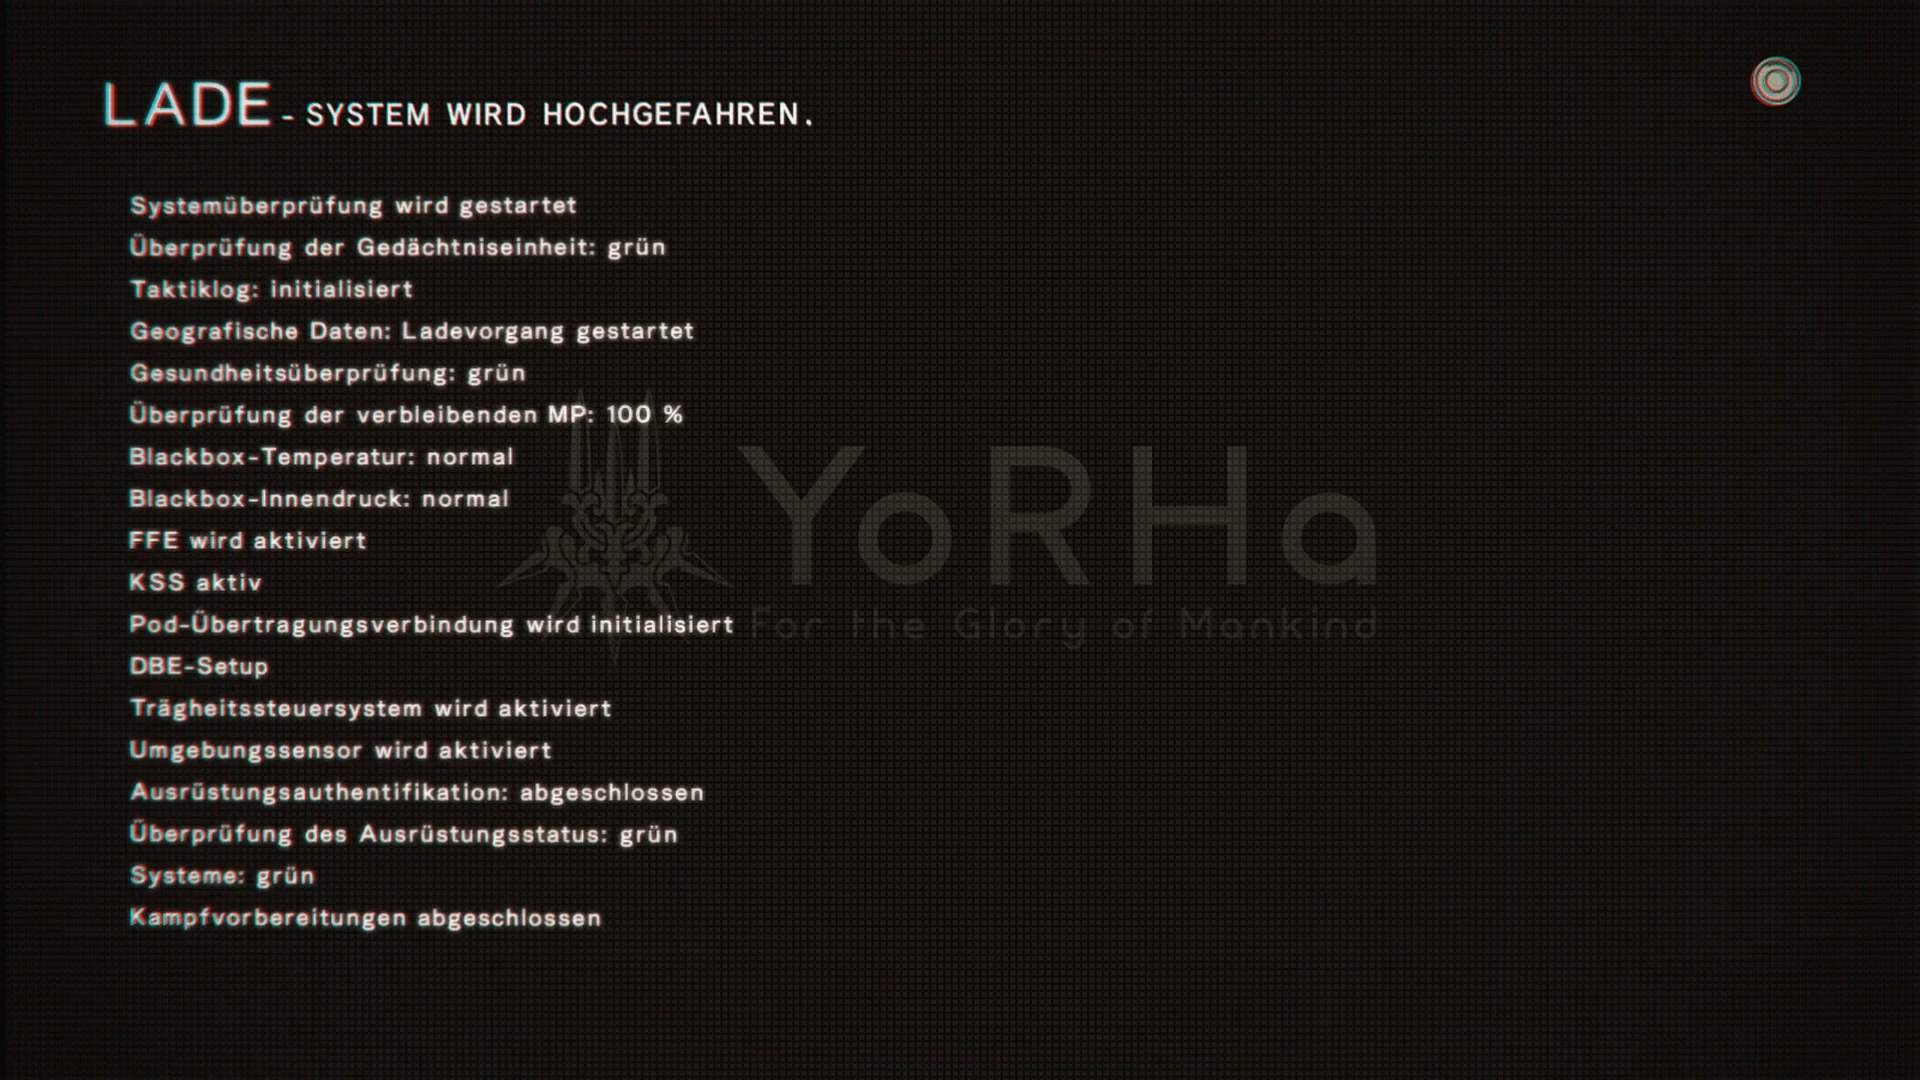 LADE - SYSTEM WIRD HOCHGEFAHREN.
Systemüberprüfung wird gestartet
Überprüfung der Gedächtniseinheit: grün
Taktiklog: initialisiert
Geografische Daten: Ladevorgang gestartet
Gesundheitsüberprüfung: grün
Überprüfung der verbleibenden MP: 100 %
Blackbox-Temperatur: normal
Blackbox-Innendruck: normal
FFE wird aktiviert
KSS aktiv
Pod-Übertragungsverbindung wird initialisiert
DBE-Setup
Trägheitssteuersystem wird aktiviert
Umgebungssensor wird aktiviert
Ausrüstungsauthentifikation: abgeschlossen
Überprüfung des Ausrüstungsstatus: grün
Systeme: grün
Kampfvorbereitungen abgeschlossen
YoRHa
For the Glory of Mankind